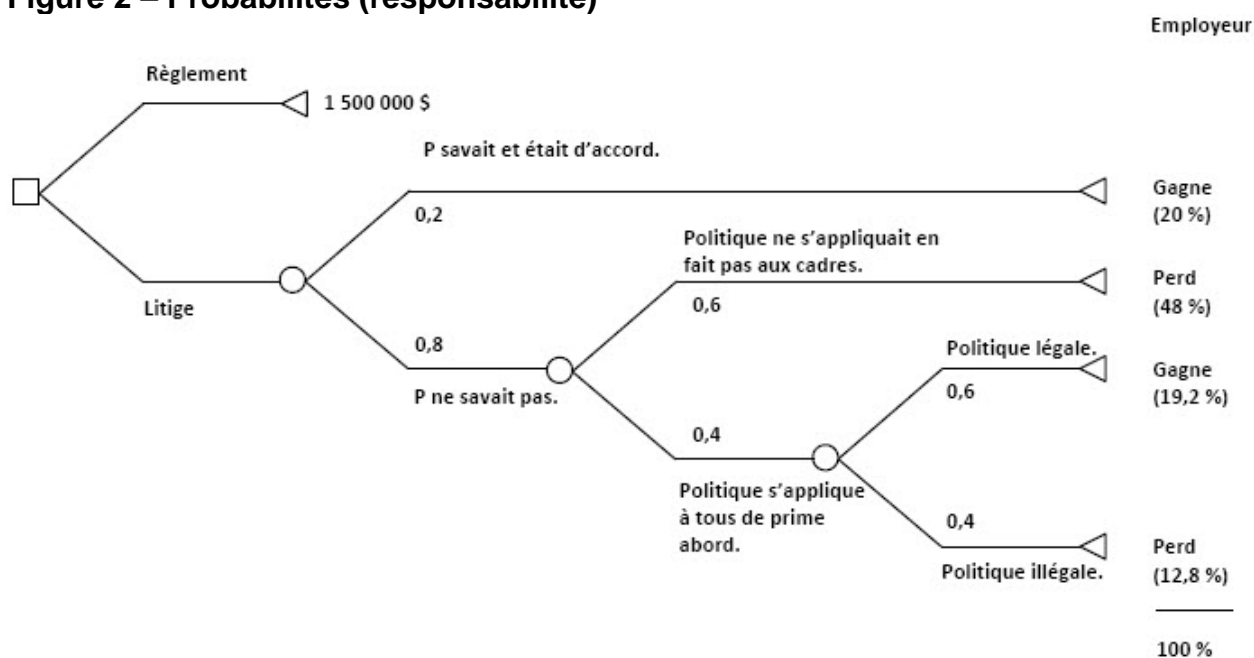 Figure 2 – Probabilités (responsabilité)
Employeur
Règlement
1 500 000 $
P savait et était d'accord.
0,2
Gagne
(20 %)
Politique ne s'appliquait en
fait pas aux cadres.
0,6
Perd
(48 %)
Litige
0,8
P ne savait pas.
Politique légale.
0,6
Gagne
(19,2 %)
0,4
Politique s'applique
à tous de prime
abord.
0,4
Politique illégale.
Perd
(12,8 %)
100 %